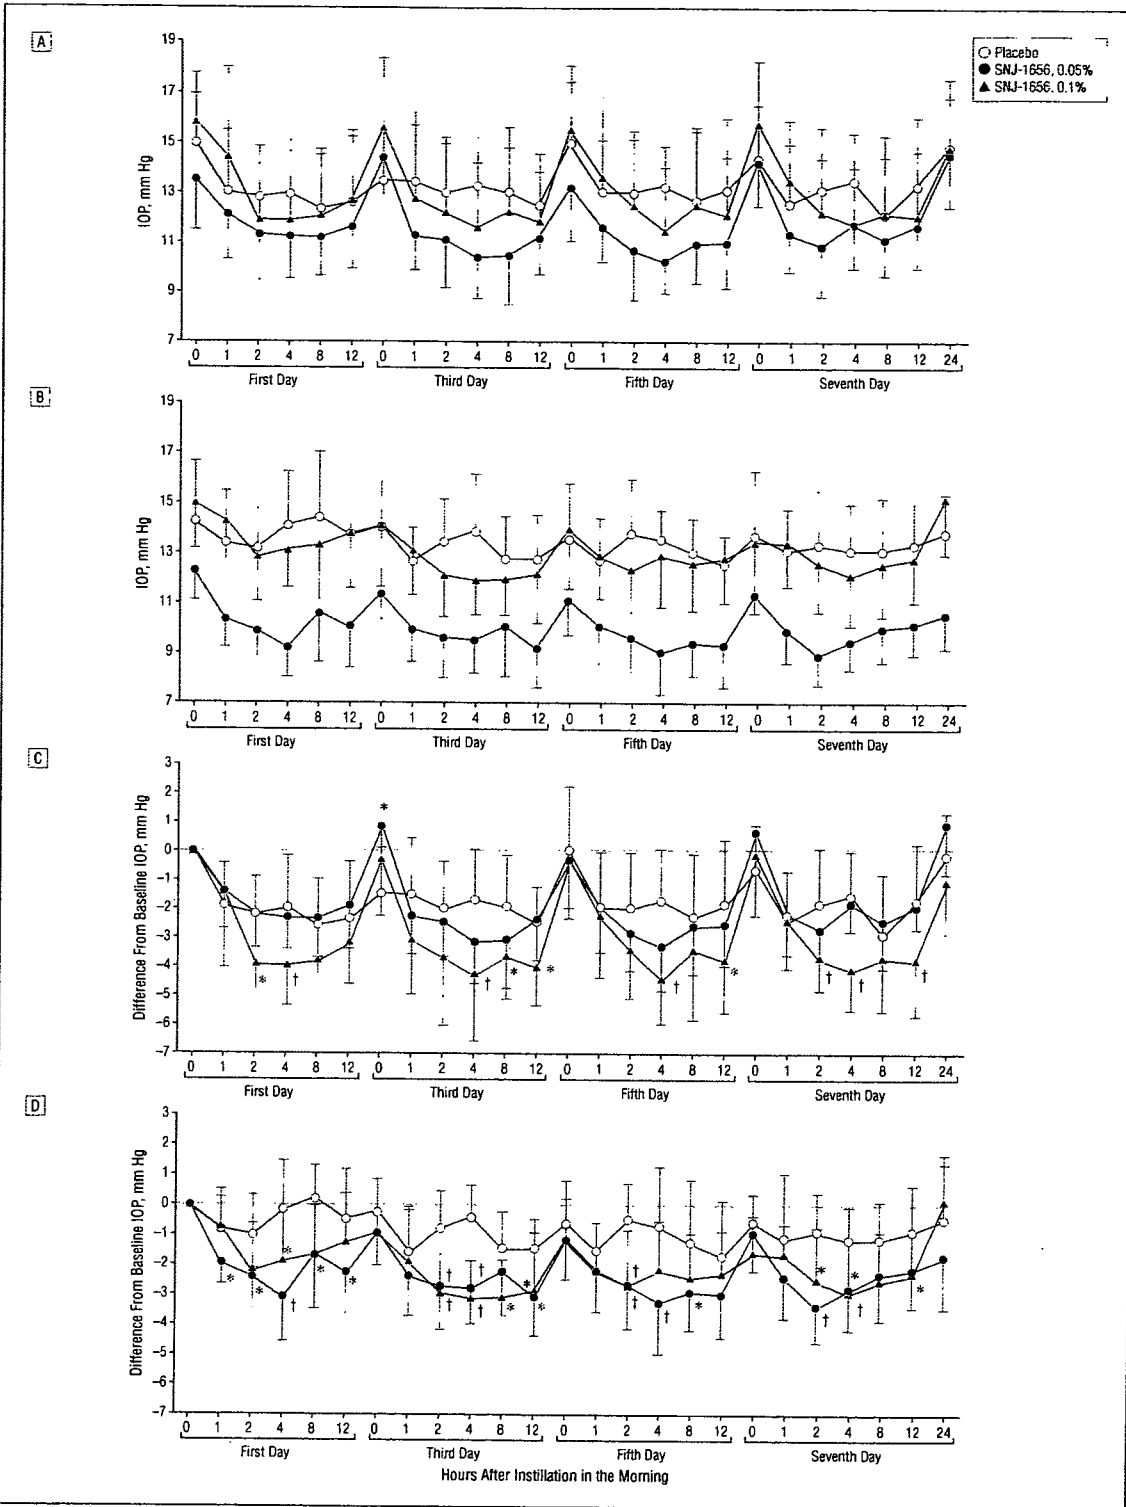 A
19
17
15
13
11
9
7
IOP, mm Hg
Placebo
SNJ-1656, 0.05%
SNJ-1656. 0.1%
0 1 2 4 8 12 0 1 2 4 8 12 0 1 2 4 8 12 0 1 2 4 8 12 24
First Day Third Day Fifth Day Seventh Day
B
19
17
15
13
11
9
7
IOP, mm Hg
0 1 2 4 8 12 0 1 2 4 8 12 0 1 2 4 8 12 0 1 2 4 8 12 24
First Day Third Day Fifth Day Seventh Day
C
3
2
1
0
−1
−2
−3
−4
−5
−6
−7
Difference From Baseline IOP, mm Hg
* * † † * * † * † † †
0 1 2 4 8 12 0 1 2 4 8 12 0 1 2 4 8 12 0 1 2 4 8 12 24
First Day Third Day Fifth Day Seventh Day
D
3
2
1
0
−1
−2
−3
−4
−5
−6
−7
Difference From Baseline IOP, mm Hg
* * * † * * † † † † * * * † † † * * † * † *
0 1 2 4 8 12 0 1 2 4 8 12 0 1 2 4 8 12 0 1 2 4 8 12 24
First Day Third Day Fifth Day Seventh Day
Hours After Instillation in the Morning